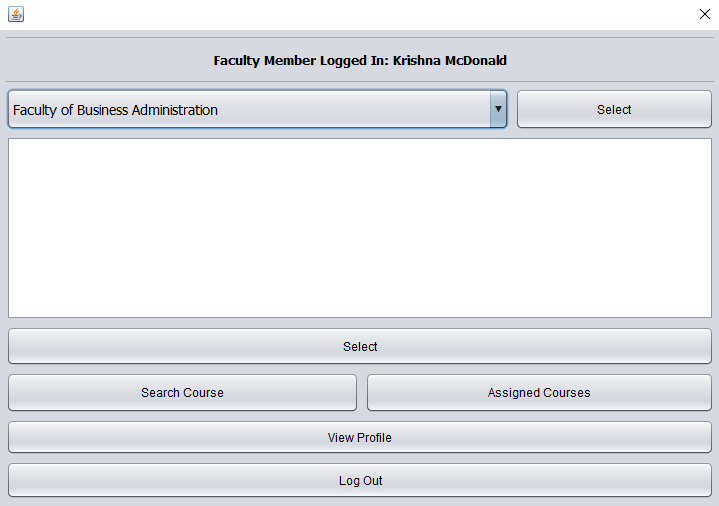 Faculty Member Logged In: Krishna McDonald
Faculty of Business Administration
Select
Select
Search Course
Assigned Courses
View Profile
Log Out